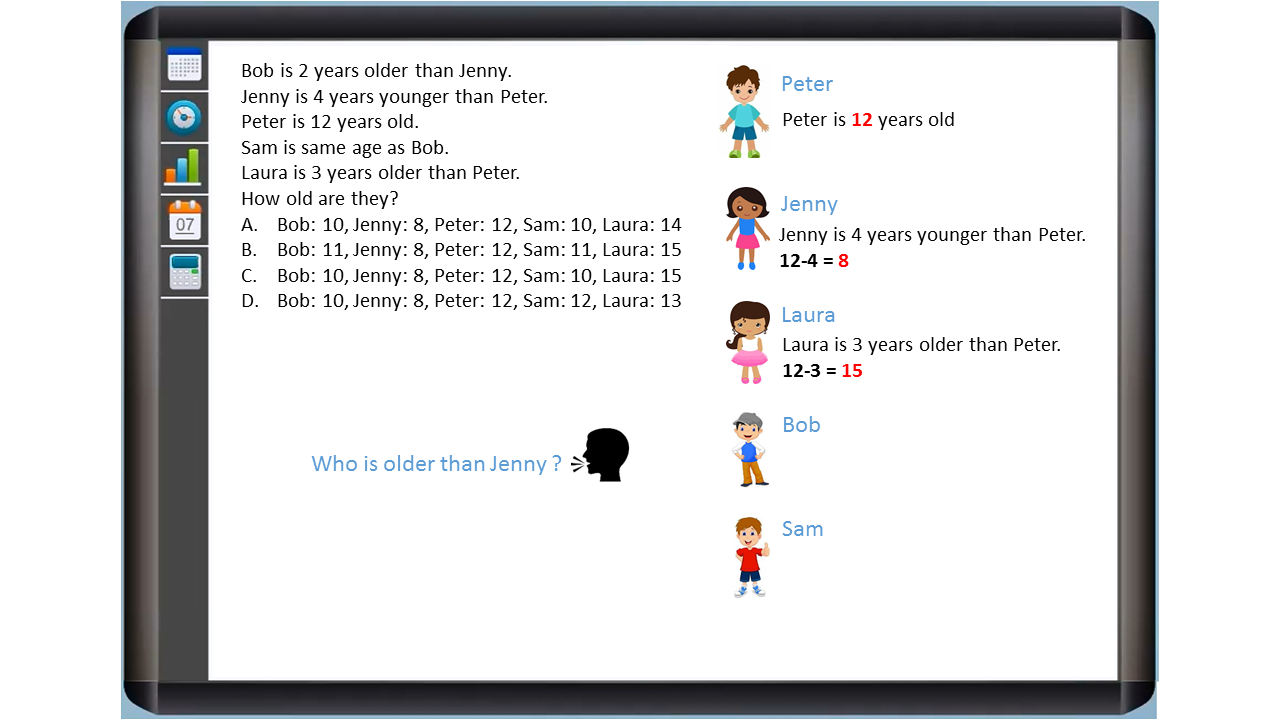 Bob is 2 years older than Jenny.
Jenny is 4 years younger than Peter.
Peter is 12 years old.
Sam is same age as Bob.
Laura is 3 years older than Peter.
How old are they?
A. Bob: 10, Jenny: 8, Peter: 12, Sam: 10, Laura: 14
B. Bob: 11, Jenny: 8, Peter: 12, Sam: 11, Laura: 15
C. Bob: 10, Jenny: 8, Peter: 12, Sam: 10, Laura: 15
D. Bob: 10, Jenny: 8, Peter: 12, Sam: 12, Laura: 13
Who is older than Jenny ?
Peter
Peter is 12 years old
Jenny
Jenny is 4 years younger than Peter.
12-4 = 8
Laura
Laura is 3 years older than Peter.
12-3 = 15
Bob
Sam
07